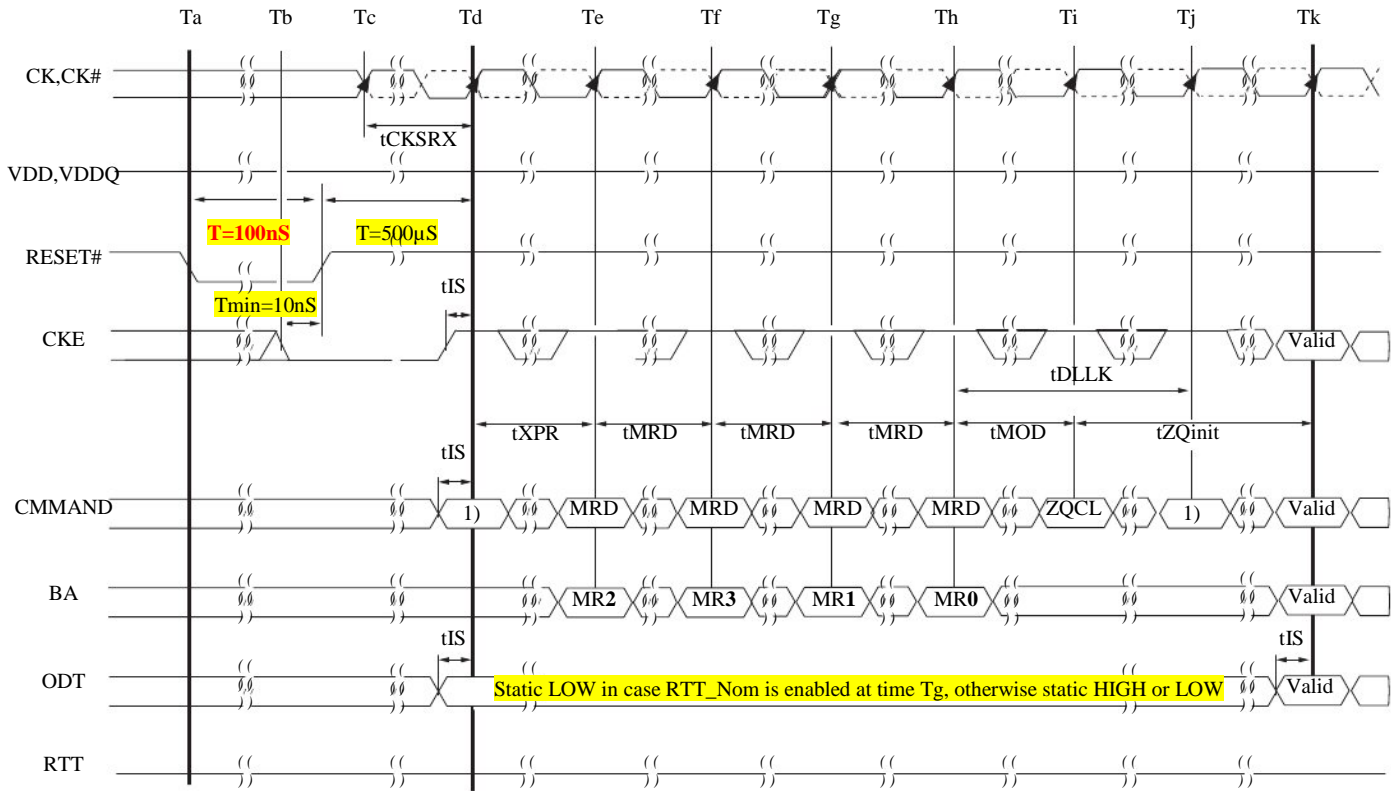 Ta Tb Tc Td Te Tf Tg Th Ti Tj Tk
CK,CK#
tCKSRX
VDD,VDDQ
T=100nS T=500µS
RESET#
Tmin=10nS tIS
CKE Valid
tDLLK
tXPR tMRD tMRD tMRD tMOD tZQinit
tIS
CMMAND 1) MRD MRD MRD MRD ZQCL 1) Valid
BA MR2 MR3 MR1 MR0 Valid
tIS tIS
ODT Static LOW in case RTT_Nom is enabled at time Tg, otherwise static HIGH or LOW Valid
RTT